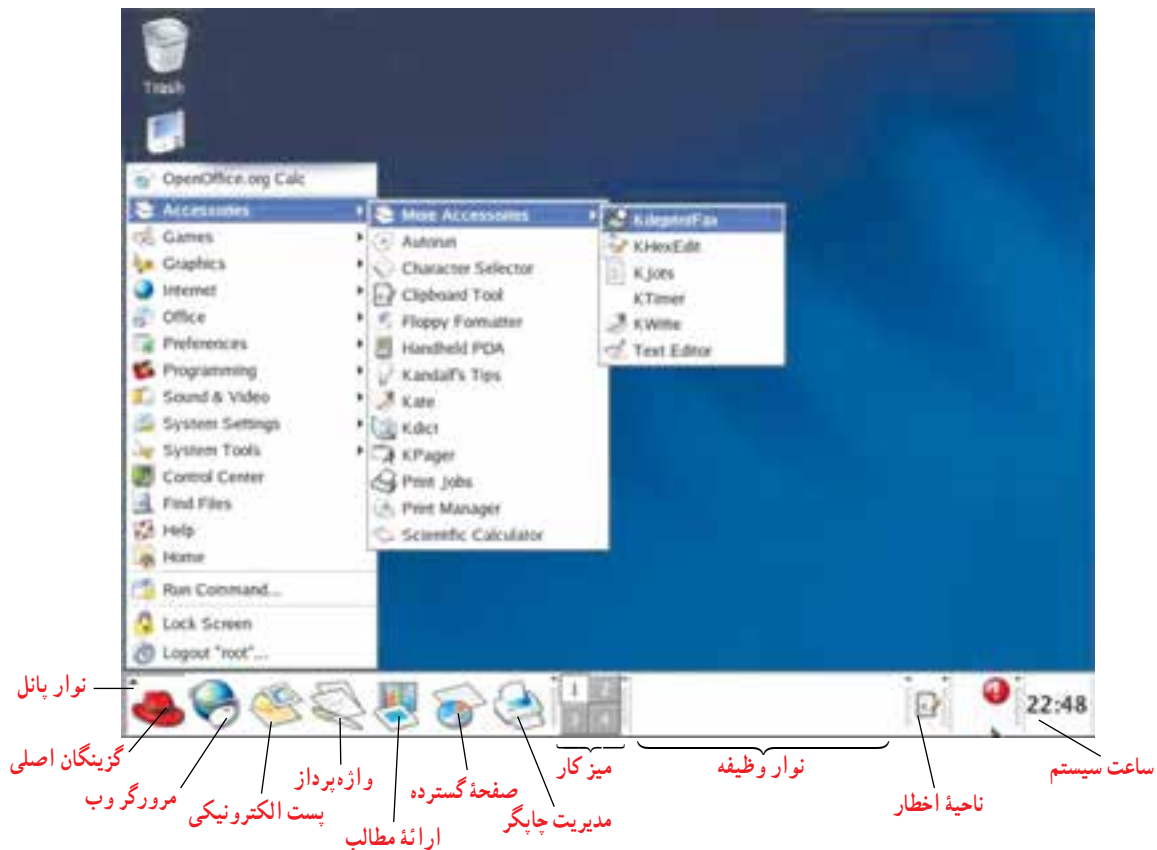 Trash
OpenOffice.org Calc
Accessories
Games
Graphics
Internet
Office
Preferences
Programming
Sound & Video
System Settings
System Tools
Control Center
Find Files
Help
Home
Run Command...
Lock Screen
Logout "root"...
More Accessories
Autorun
Character Selector
Clipboard Tool
Floppy Formatter
Handheld PDA
Kandalf's Tips
Kate
Kdict
KPager
Print Jobs
Print Manager
Scientific Calculator
KdeprintFax
KHexEdit
KJots
KTimer
KWrite
Text Editor
1 2
3 4
22:48
نوار پانل
گزینگان اصلی
مرورگر وب
پست الکترونیکی
واژه‌پرداز
ارائهٔ مطالب
صفحهٔ گسترده
مدیریت چاپگر
میز کار
نوار وظیفه
ناحیهٔ اخطار
ساعت سیستم